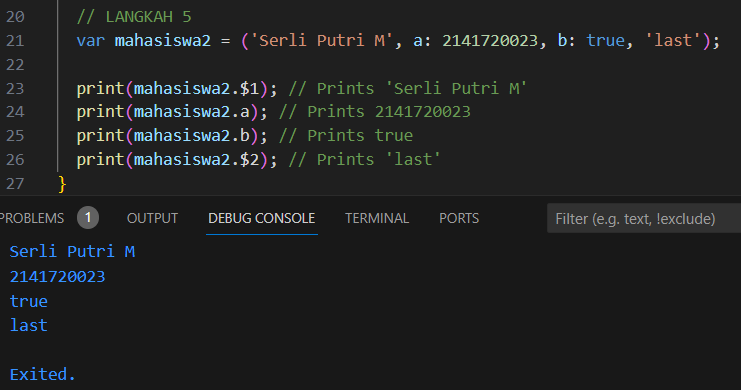 20 // LANGKAH 5
21 var mahasiswa2 = ('Serli Putri M', a: 2141720023, b: true, 'last');
22
23 print(mahasiswa2.$1); // Prints 'Serli Putri M'
24 print(mahasiswa2.a); // Prints 2141720023
25 print(mahasiswa2.b); // Prints true
26 print(mahasiswa2.$2); // Prints 'last'
27 }
PROBLEMS 1 OUTPUT DEBUG CONSOLE TERMINAL PORTS Filter (e.g. text, !exclude)
Serli Putri M
2141720023
true
last
Exited.